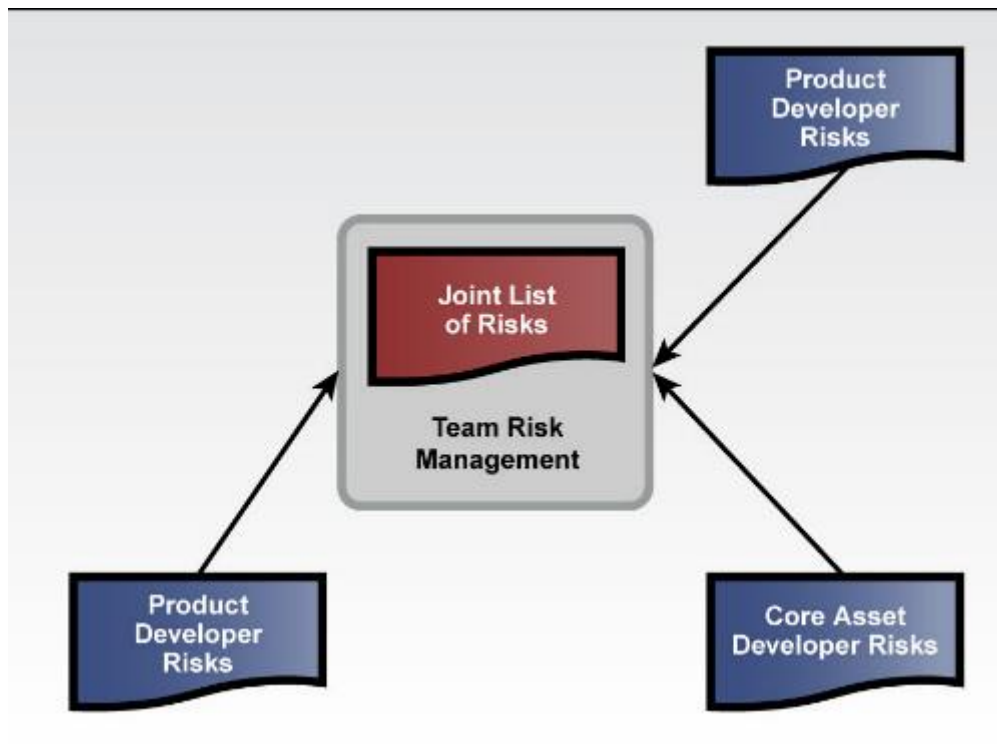 Product
Developer
Risks
Joint List
of Risks
Team Risk
Management
Product
Developer
Risks
Core Asset
Developer Risks